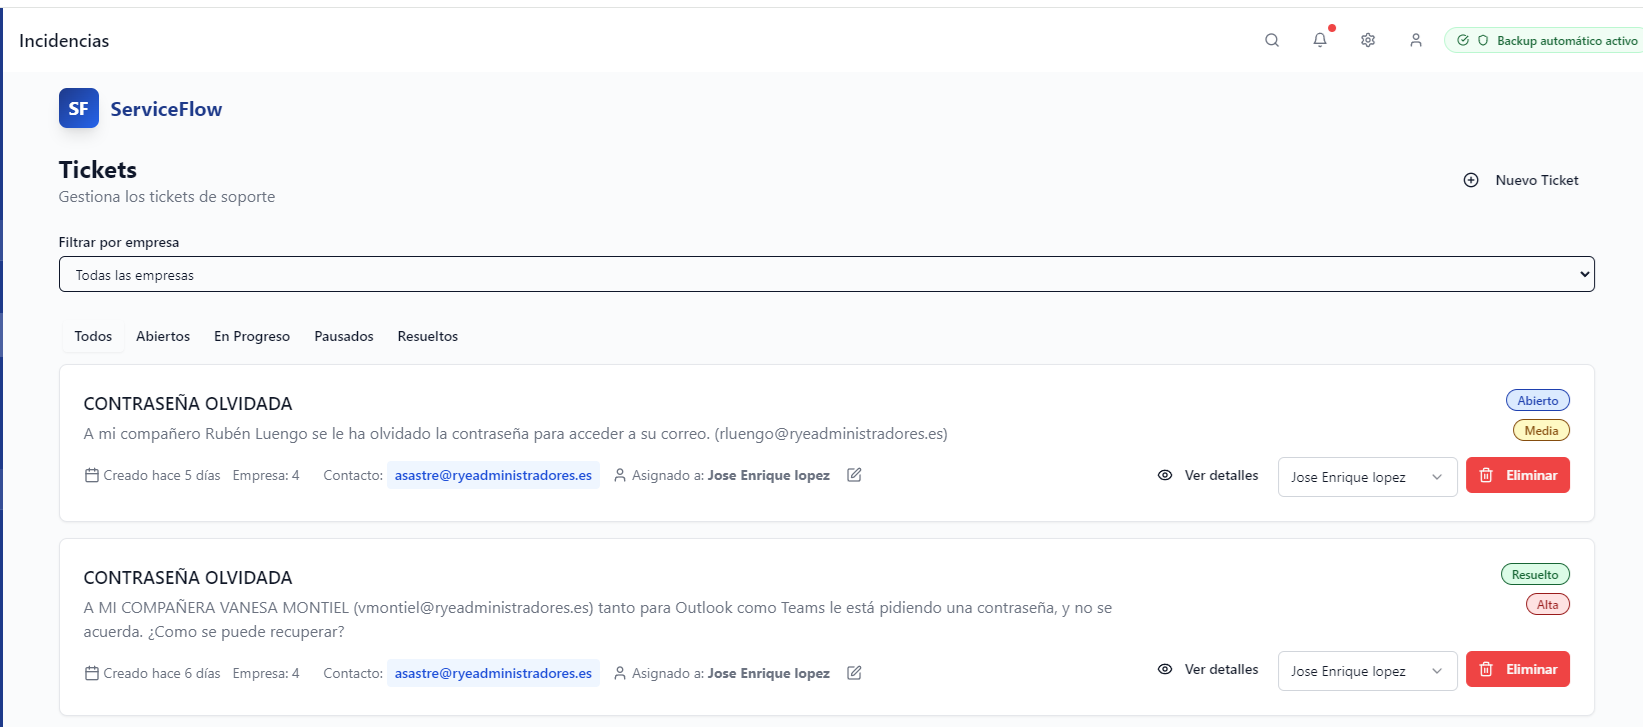 Incidencias
Backup automático activo
SF ServiceFlow
Tickets
Gestiona los tickets de soporte
Nuevo Ticket
Filtrar por empresa
Todas las empresas
Todos Abiertos En Progreso Pausados Resueltos
CONTRASEÑA OLVIDADA
Abierto
A mi compañero Rubén Luengo se le ha olvidado la contraseña para acceder a su correo. (rluengo@ryeadministradores.es)
Media
Creado hace 5 días Empresa: 4 Contacto: asastre@ryeadministradores.es Asignado a: Jose Enrique lopez Ver detalles Jose Enrique lopez Eliminar
CONTRASEÑA OLVIDADA
Resuelto
A MI COMPAÑERA VANESA MONTIEL (vmontiel@ryeadministradores.es) tanto para Outlook como Teams le está pidiendo una contraseña, y no se
Alta
acuerda. ¿Como se puede recuperar?
Creado hace 6 días Empresa: 4 Contacto: asastre@ryeadministradores.es Asignado a: Jose Enrique lopez Ver detalles Jose Enrique lopez Eliminar